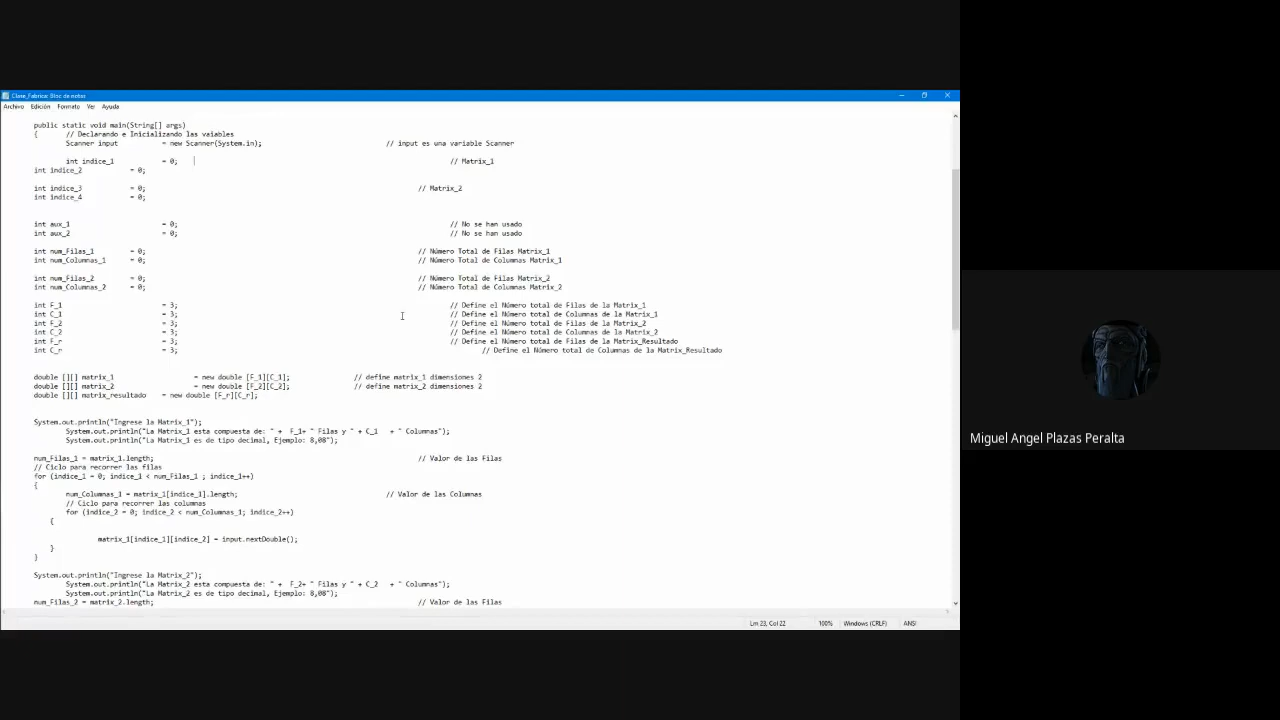 Clase_Fabrica: Bloc de notas
Archivo Edición Formato Ver Ayuda
public static void main(String[] args)
{ // Declarando e Inicializando las vaiables
Scanner input = new Scanner(System.in); // input es una variable Scanner
int indice_1 = 0; // Matrix_1
int indice_2 = 0;
int indice_3 = 0; // Matrix_2
int indice_4 = 0;
int aux_1 = 0; // No se han usado
int aux_2 = 0; // No se han usado
int num_Filas_1 = 0; // Número Total de Filas Matrix_1
int num_Columnas_1 = 0; // Número Total de Columnas Matrix_1
int num_Filas_2 = 0; // Número Total de Filas Matrix_2
int num_Columnas_2 = 0; // Número Total de Columnas Matrix_2
int F_1 = 3; // Define el Número total de Filas de la Matrix_1
int C_1 = 3; // Define el Número total de Columnas de la Matrix_1
int F_2 = 3; // Define el Número total de Filas de la Matrix_2
int C_2 = 3; // Define el Número total de Columnas de la Matrix_2
int F_r = 3; // Define el Número total de Filas de la Matrix_Resultado
int C_r = 3; // Define el Número total de Columnas de la Matrix_Resultado
double [][] matrix_1 = new double [F_1][C_1]; // define matrix_1 dimensiones 2
double [][] matrix_2 = new double [F_2][C_2]; // define matrix_2 dimensiones 2
double [][] matrix_resultado = new double [F_r][C_r];
System.out.println("Ingrese la Matrix_1");
System.out.println("La Matrix_1 esta compuesta de: " + F_1+ " Filas y " + C_1 + " Columnas");
System.out.println("La Matrix_1 es de tipo decimal, Ejemplo: 8,08");
num_Filas_1 = matrix_1.length; // Valor de las Filas
// Ciclo para recorrer las filas
for (indice_1 = 0; indice_1 < num_Filas_1 ; indice_1++)
{
num_Columnas_1 = matrix_1[indice_1].length; // Valor de las Columnas
// Ciclo para recorrer las columnas
for (indice_2 = 0; indice_2 < num_Columnas_1; indice_2++)
{
matrix_1[indice_1][indice_2] = input.nextDouble();
}
}
System.out.println("Ingrese la Matrix_2");
System.out.println("La Matrix_2 esta compuesta de: " + F_2+ " Filas y " + C_2 + " Columnas");
System.out.println("La Matrix_2 es de tipo decimal, Ejemplo: 8,08");
num_Filas_2 = matrix_2.length; // Valor de las Filas
Lm 23, Col 22 100% Windows (CRLF) ANSI
Miguel Angel Plazas Peralta